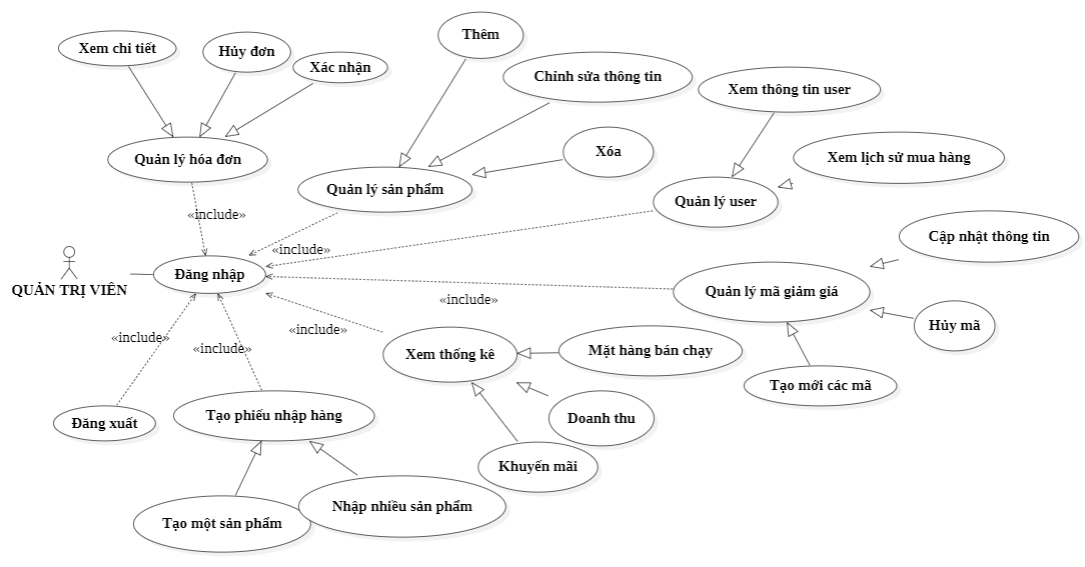 Thêm
Xem chi tiết
Hủy đơn
Xác nhận
Chỉnh sửa thông tin
Xem thông tin user
Quản lý hóa đơn
Xóa
Xem lịch sử mua hàng
Quản lý sản phẩm
Quản lý user
«include»
«include»
Cập nhật thông tin
Đăng nhập
QUẢN TRỊ VIÊN
Quản lý mã giảm giá
«include»
«include»
Hủy mã
«include»
«include»
Xem thống kê
Mặt hàng bán chạy
Tạo mới các mã
Đăng xuất
Tạo phiếu nhập hàng
Doanh thu
Khuyến mãi
Nhập nhiều sản phẩm
Tạo một sản phẩm